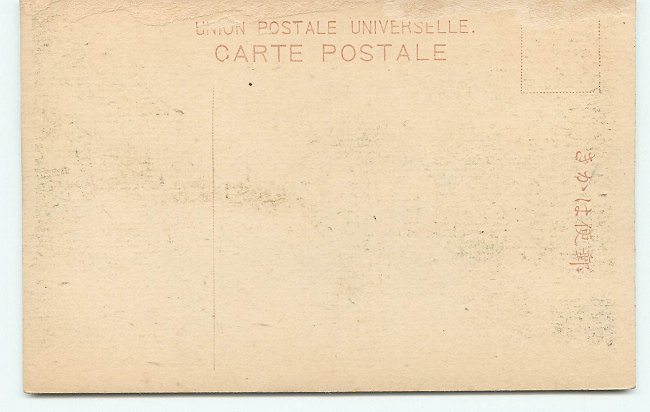 UNION POSTALE UNIVERSELLE.
CARTE POSTALE
郵便はかき